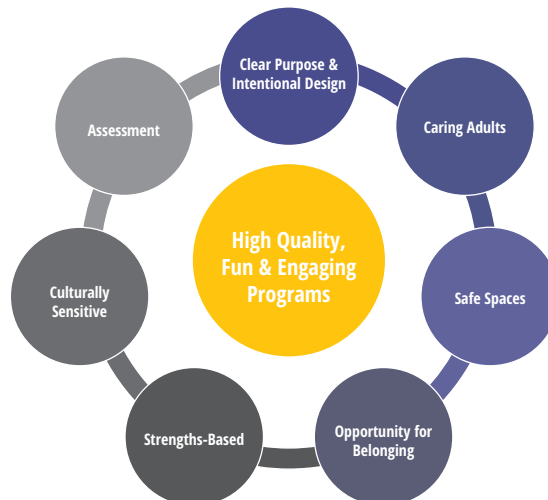 Clear Purpose &
Intentional Design
Caring Adults
Safe Spaces
Opportunity for
Belonging
Strengths-Based
Culturally
Sensitive
Assessment
High Quality,
Fun & Engaging
Programs